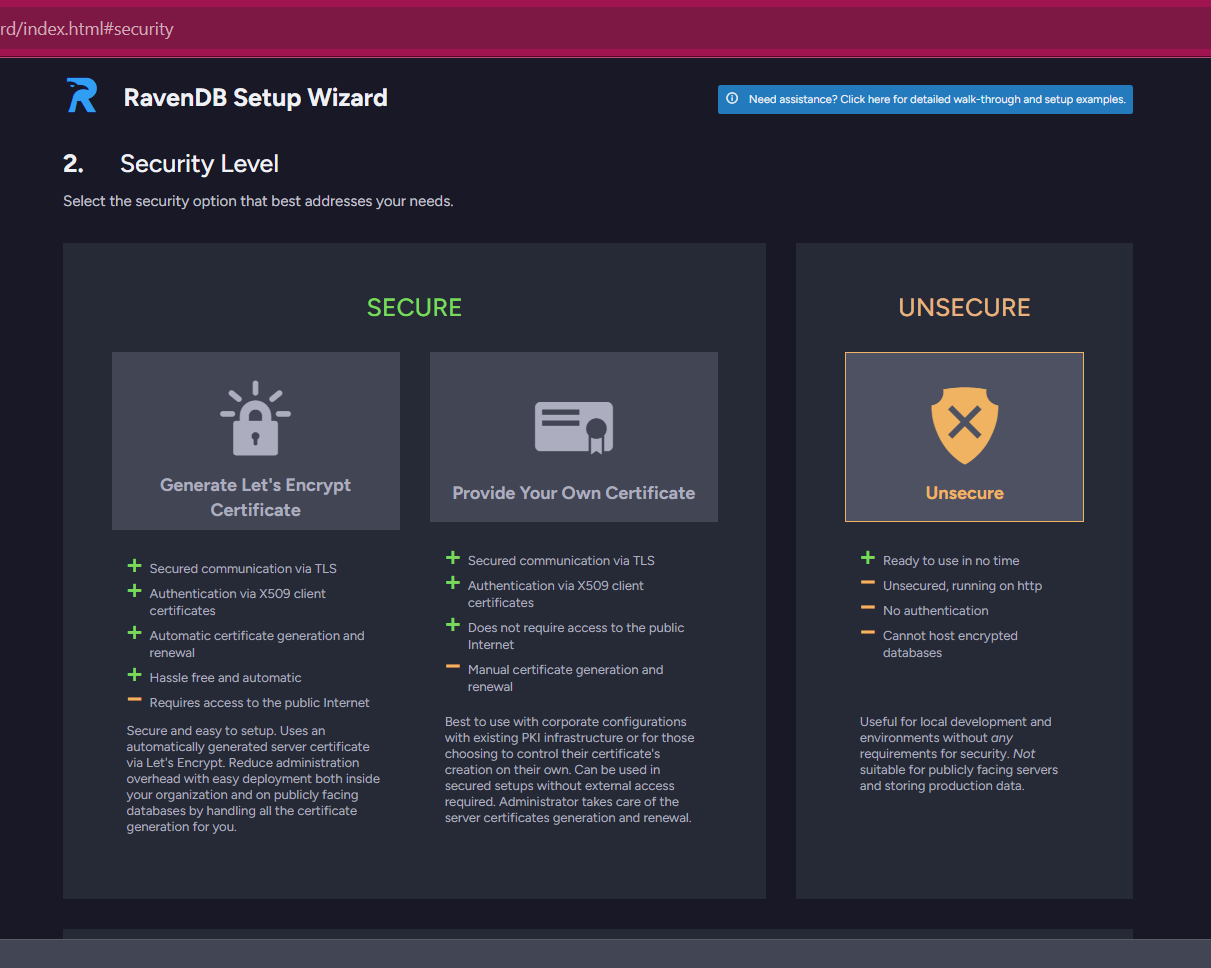 rd/index.html#security
RavenDB Setup Wizard
Need assistance? Click here for detailed walk-through and setup examples.
2. Security Level
Select the security option that best addresses your needs.
SECURE
Generate Let's Encrypt
Certificate
Secured communication via TLS
Authentication via X509 client
certificates
Automatic certificate generation and
renewal
Hassle free and automatic
Requires access to the public Internet
Secure and easy to setup. Uses an
automatically generated server certificate
via Let's Encrypt. Reduce administration
overhead with easy deployment both inside
your organization and on publicly facing
databases by handling all the certificate
generation for you.
Provide Your Own Certificate
Secured communication via TLS
Authentication via X509 client
certificates
Does not require access to the public
Internet
Manual certificate generation and
renewal
Best to use with corporate configurations
with existing PKI infrastructure or for those
choosing to control their certificate's
creation on their own. Can be used in
secured setups without external access
required. Administrator takes care of the
server certificates generation and renewal.
UNSECURE
Unsecure
Ready to use in no time
Unsecured, running on http
No authentication
Cannot host encrypted
databases
Useful for local development and
environments without any
requirements for security. Not
suitable for publicly facing servers
and storing production data.